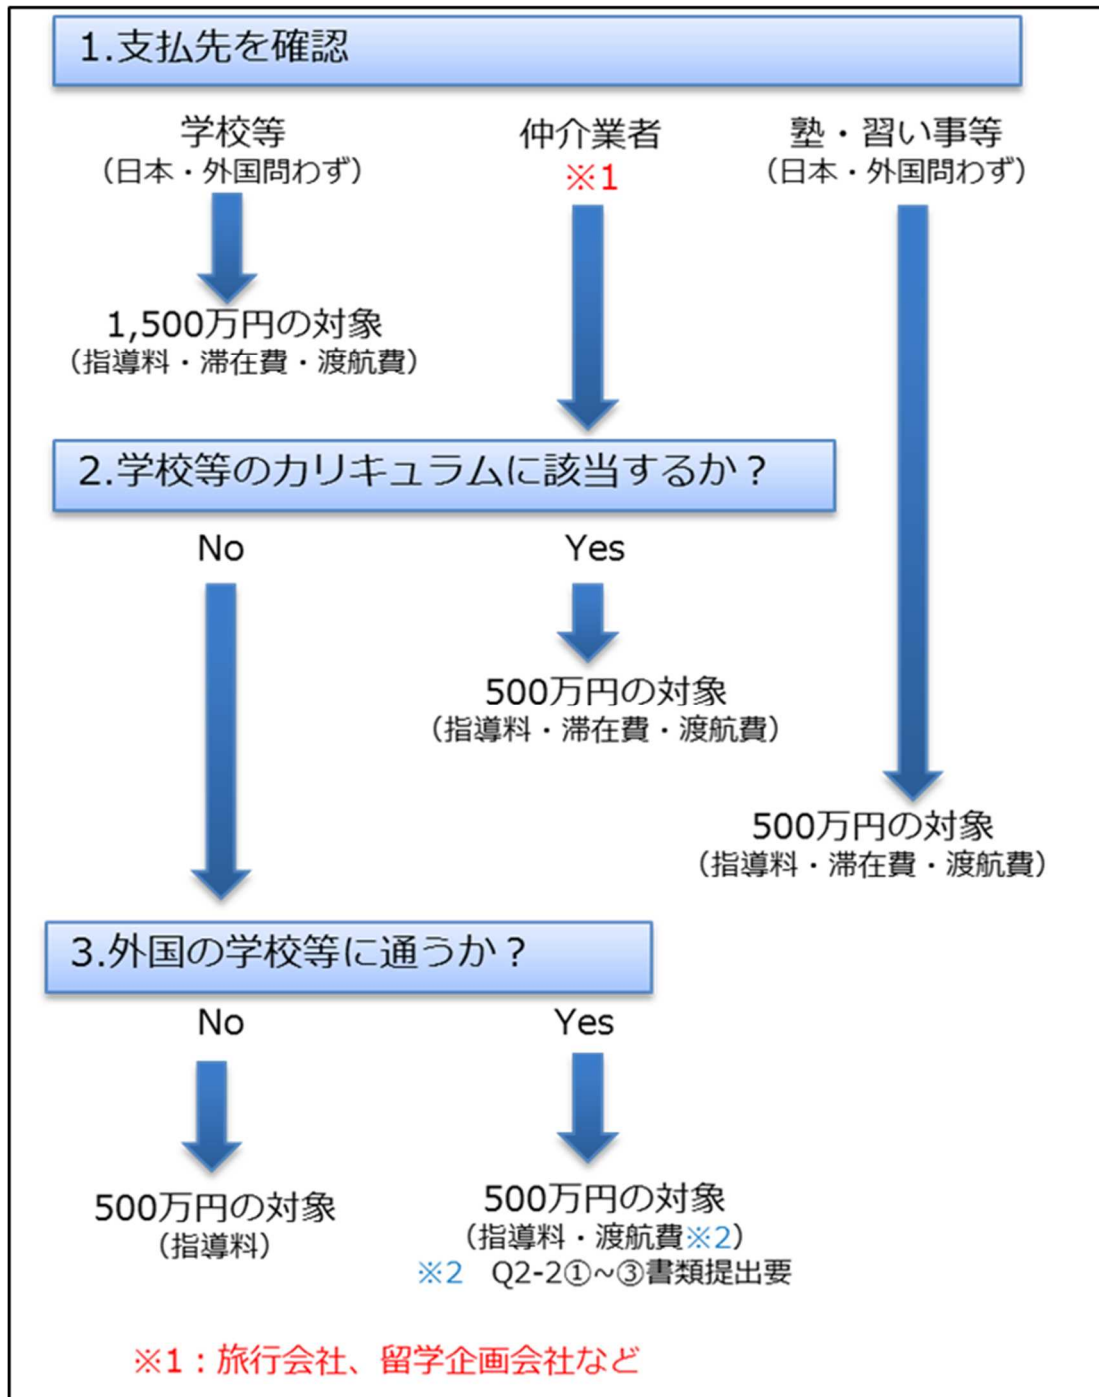 1.支払先を確認
学校等
（日本・外国問わず）
仲介業者
※1
塾・習い事等
（日本・外国問わず）
1,500万円の対象
（指導料・滞在費・渡航費）
2.学校等のカリキュラムに該当するか？
No
Yes
500万円の対象
（指導料・滞在費・渡航費）
500万円の対象
（指導料・滞在費・渡航費）
3.外国の学校等に通うか？
No
Yes
500万円の対象
（指導料）
500万円の対象
（指導料・渡航費※2）
※2　Q2-2①～③書類提出要
※1：旅行会社、留学企画会社など